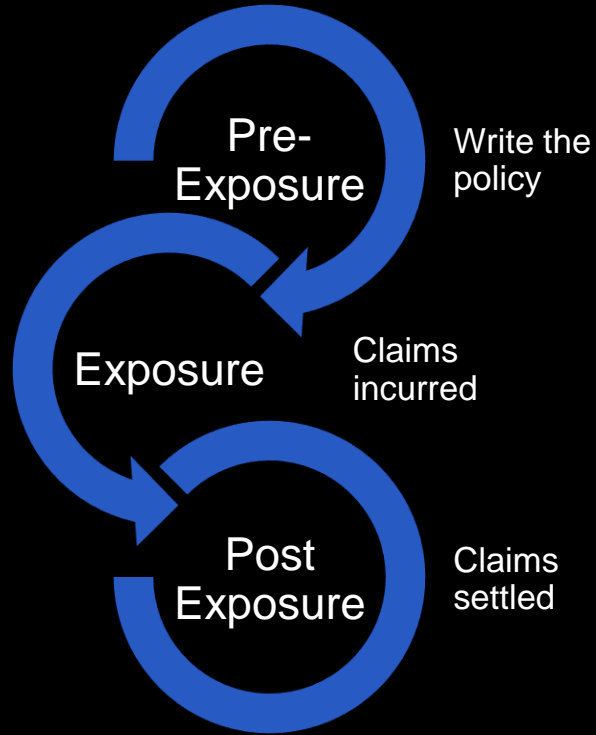 Pre-
Exposure
Write the
policy
Exposure
Claims
incurred
Post
Exposure
Claims
settled